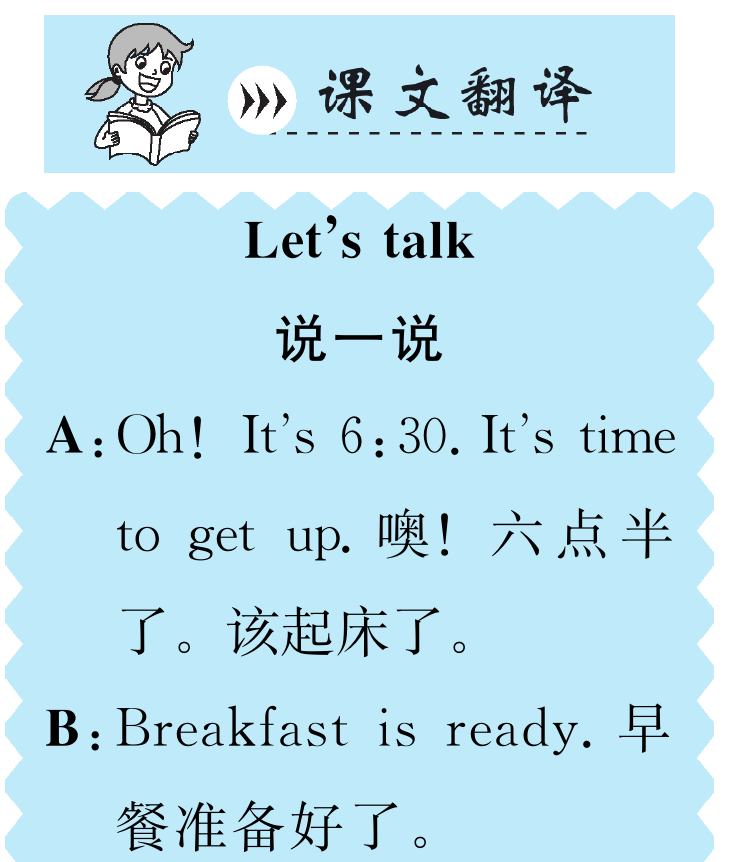 课文翻译
Let's talk
说一说
A:Oh! It's 6:30. It's time
to get up. 噢! 六点半
了。该起床了。
B:Breakfast is ready. 早
餐准备好了。